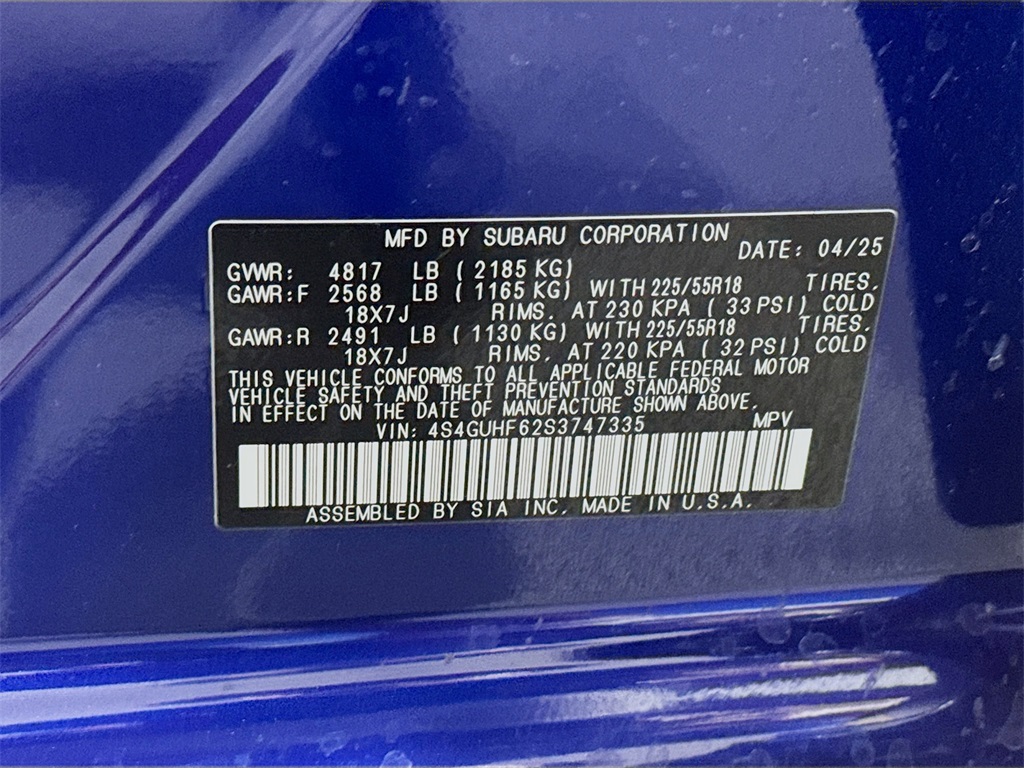 MFD BY SUBARU CORPORATION
DATE: 04/25
GVWR: 4817 LB ( 2185 KG)
GAWR:F 2568 LB ( 1165 KG) WITH 225/55R18 TIRES.
18X7J RIMS. AT 230 KPA ( 33 PSI) COLD
GAWR:R 2491 LB ( 1130 KG) WITH 225/55R18 TIRES.
18X7J RIMS. AT 220 KPA ( 32 PSI) COLD
THIS VEHICLE CONFORMS TO ALL APPLICABLE FEDERAL MOTOR
VEHICLE SAFETY AND THEFT PREVENTION STANDARDS
IN EFFECT ON THE DATE OF MANUFACTURE SHOWN ABOVE.
VIN: 4S4GUHF62S3747335 MPV
ASSEMBLED BY SIA INC. MADE IN U.S.A.